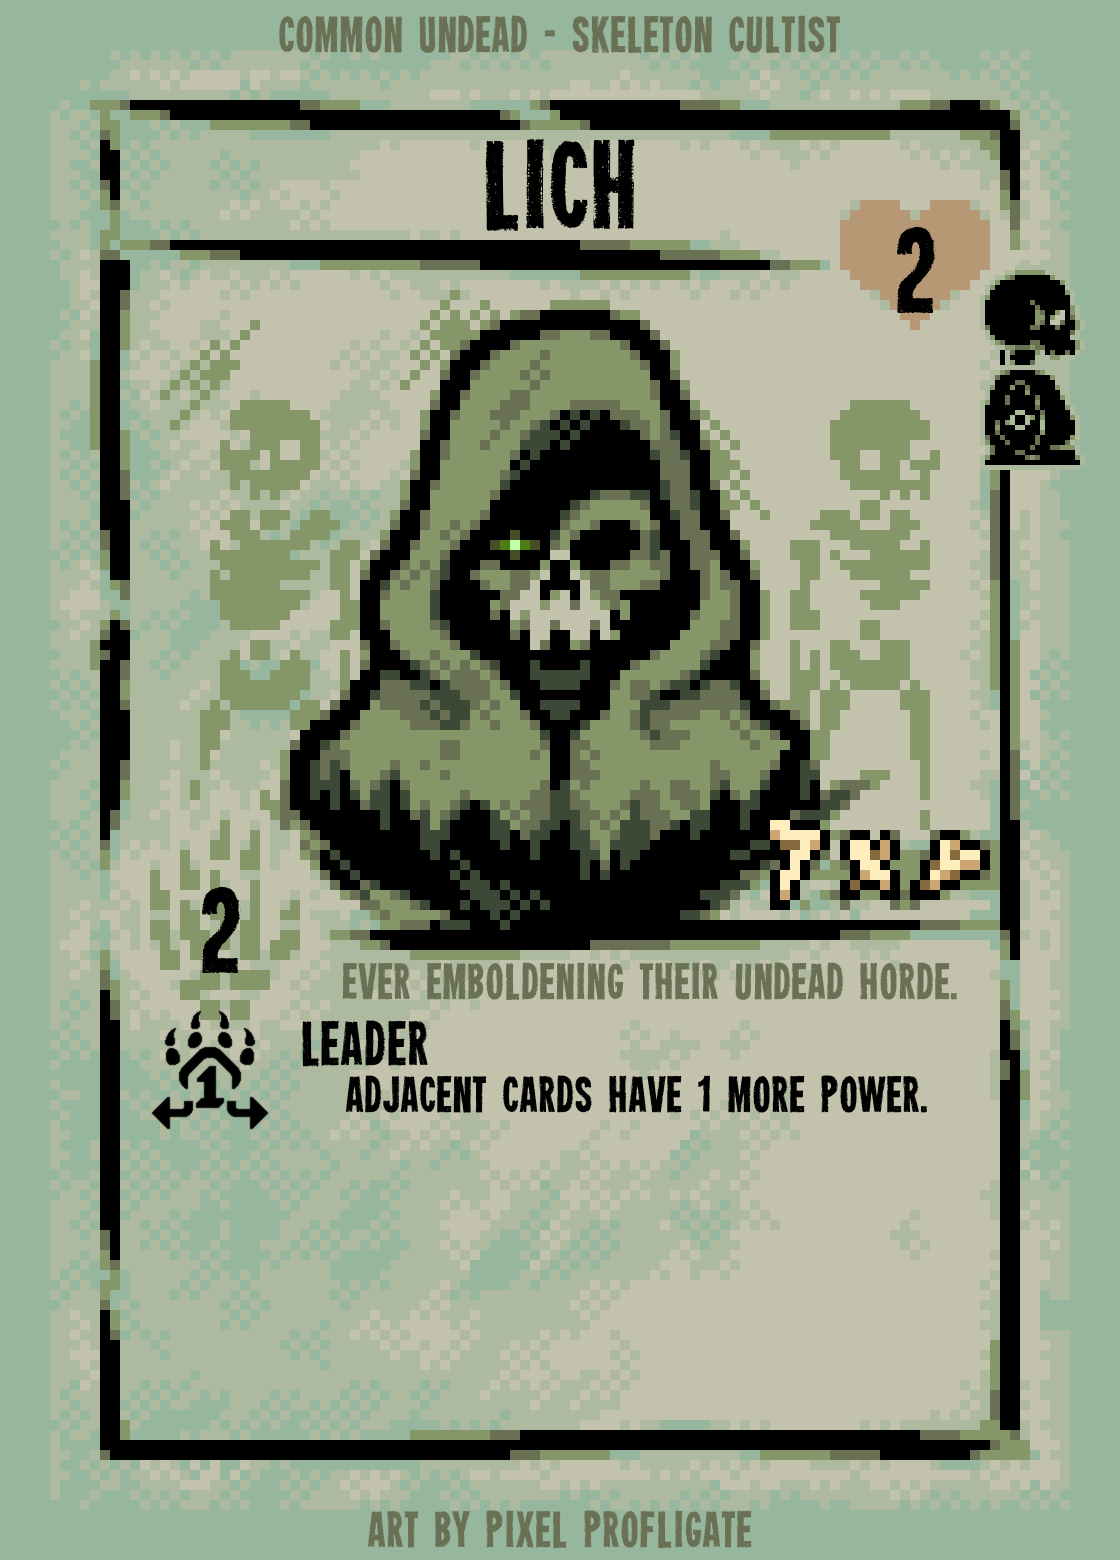 COMMON UNDEAD - SKELETON CULTIST
LICH
2
7 X P
2
EVER EMBOLDENING THEIR UNDEAD HORDE.
1
LEADER
ADJACENT CARDS HAVE 1 MORE POWER.
ART BY PIXEL PROFLIGATE